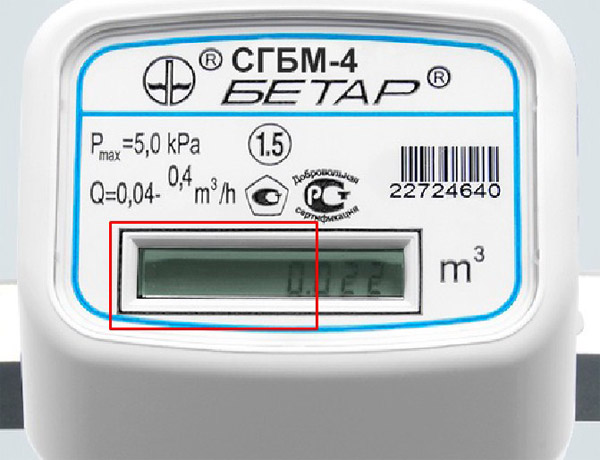 ® СГБМ-4
БЕТАР®
Pmax=5,0 kPa
1.5
Q=0,04-0,4 m³/h
Добровольная
РСТ
сертификация
22724640
0.022
m³